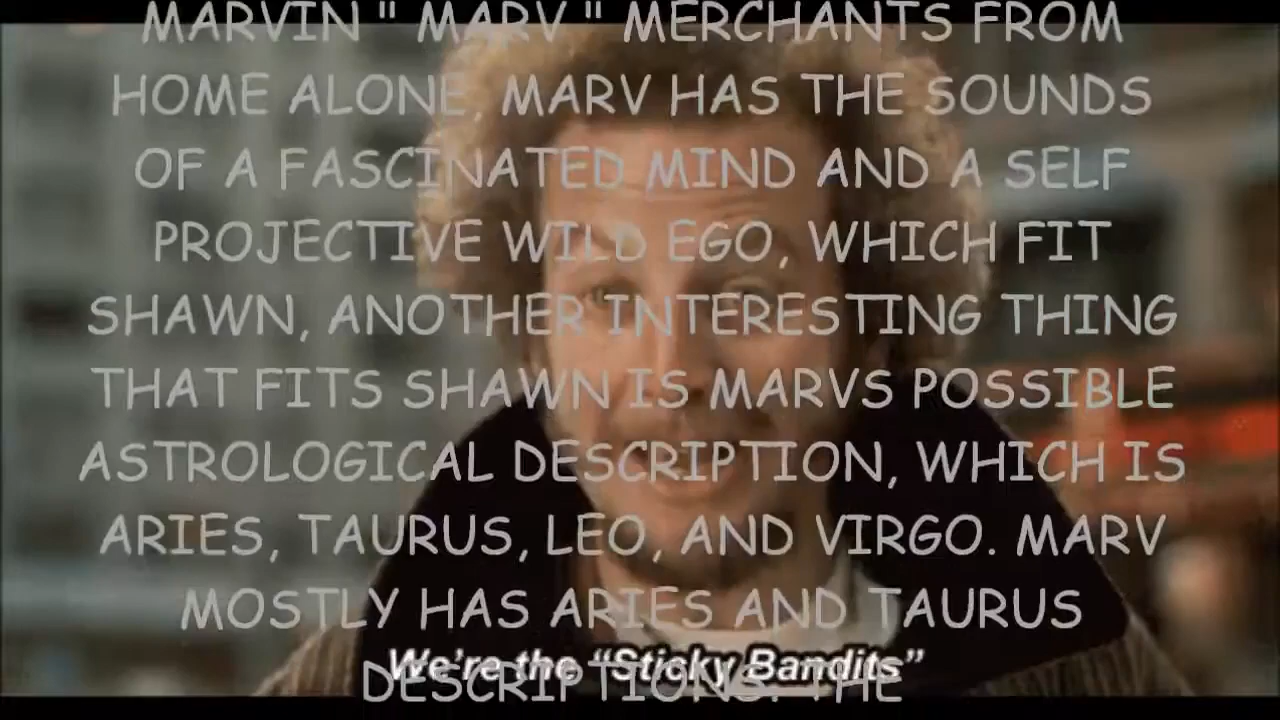 MARVIN " MARV " MERCHANTS FROM
HOME ALONE, MARV HAS THE SOUNDS
OF A FASCINATED MIND AND A SELF
PROJECTIVE WILD EGO, WHICH FIT
SHAWN, ANOTHER INTERESTING THING
THAT FITS SHAWN IS MARVS POSSIBLE
ASTROLOGICAL DESCRIPTION, WHICH IS
ARIES, TAURUS, LEO, AND VIRGO. MARV
MOSTLY HAS ARIES AND TAURUS
We're the “Sticky Bandits”
DESCRIPTIONS. THE